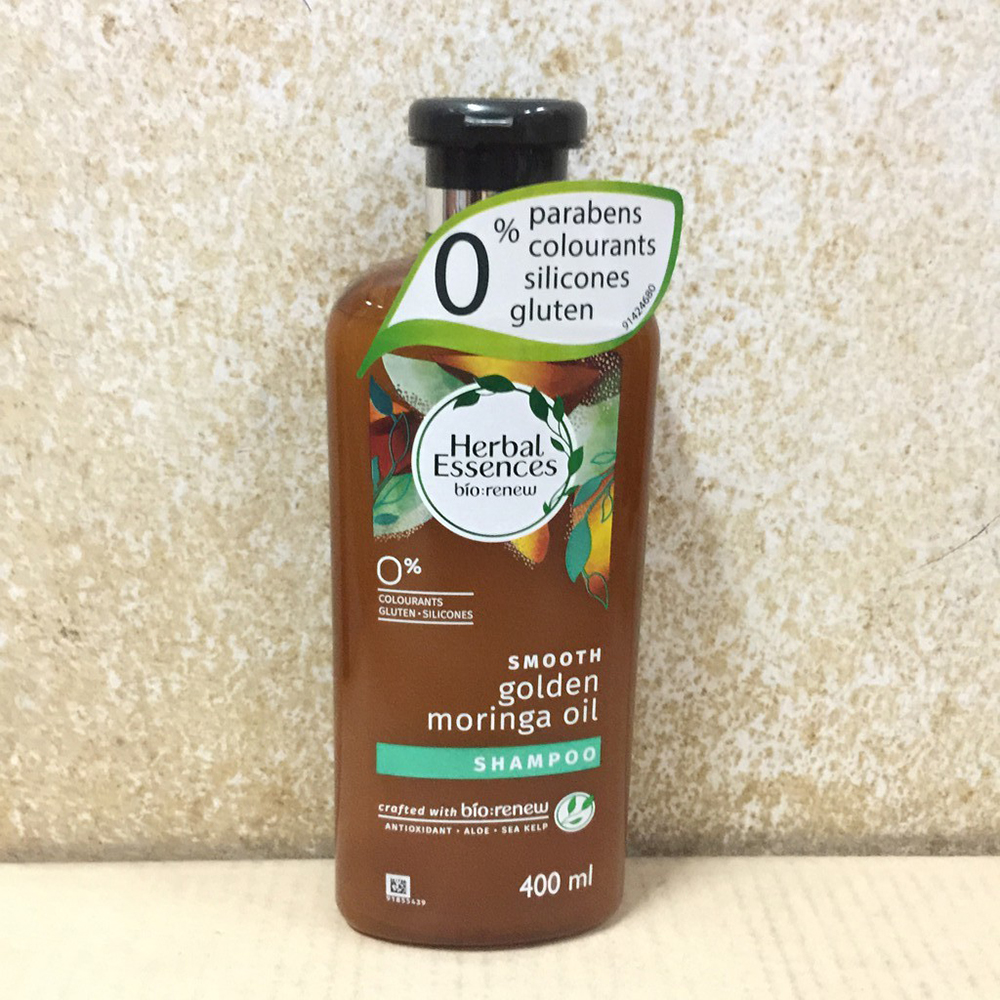 0% parabens
colourants
silicones
gluten
91424680
Herbal
Essences
bío:renew
0%
COLOURANTS
GLUTEN • SILICONES
SMOOTH
golden
moringa oil
SHAMPOO
crafted with bío:renew
ANTIOXIDANT • ALOE • SEA KELP
400 ml
91855439